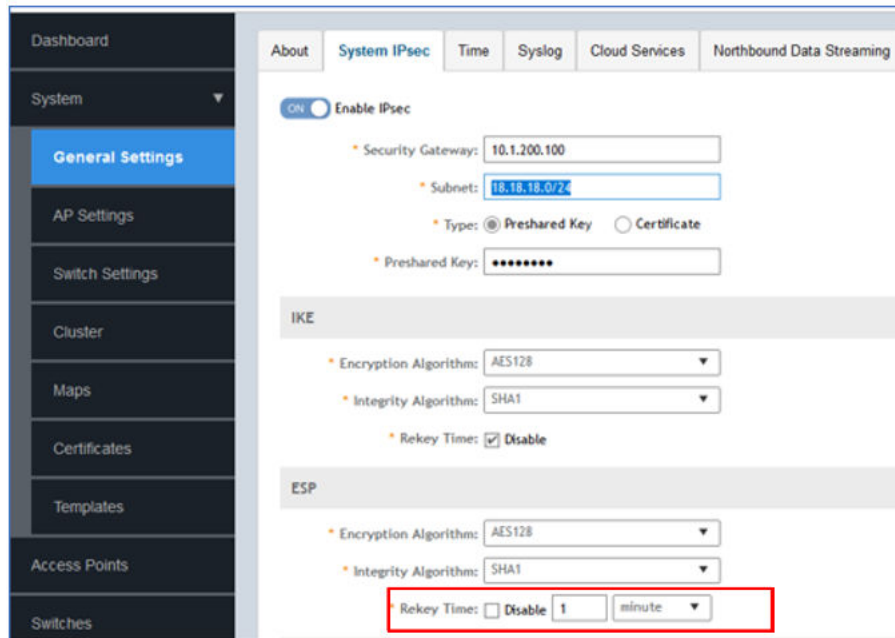 Dashboard
System
General Settings
AP Settings
Switch Settings
Cluster
Maps
Certificates
Templates
Access Points
Switches
About System IPsec Time Syslog Cloud Services Northbound Data Streaming
ON Enable IPsec
* Security Gateway: 10.1.200.100
* Subnet: 18.18.18.0/24
* Type: Preshared Key Certificate
* Preshared Key: ••••••••
IKE
* Encryption Algorithm: AES128
* Integrity Algorithm: SHA1
* Rekey Time: Disable
ESP
* Encryption Algorithm: AES128
* Integrity Algorithm: SHA1
* Rekey Time: Disable 1 minute